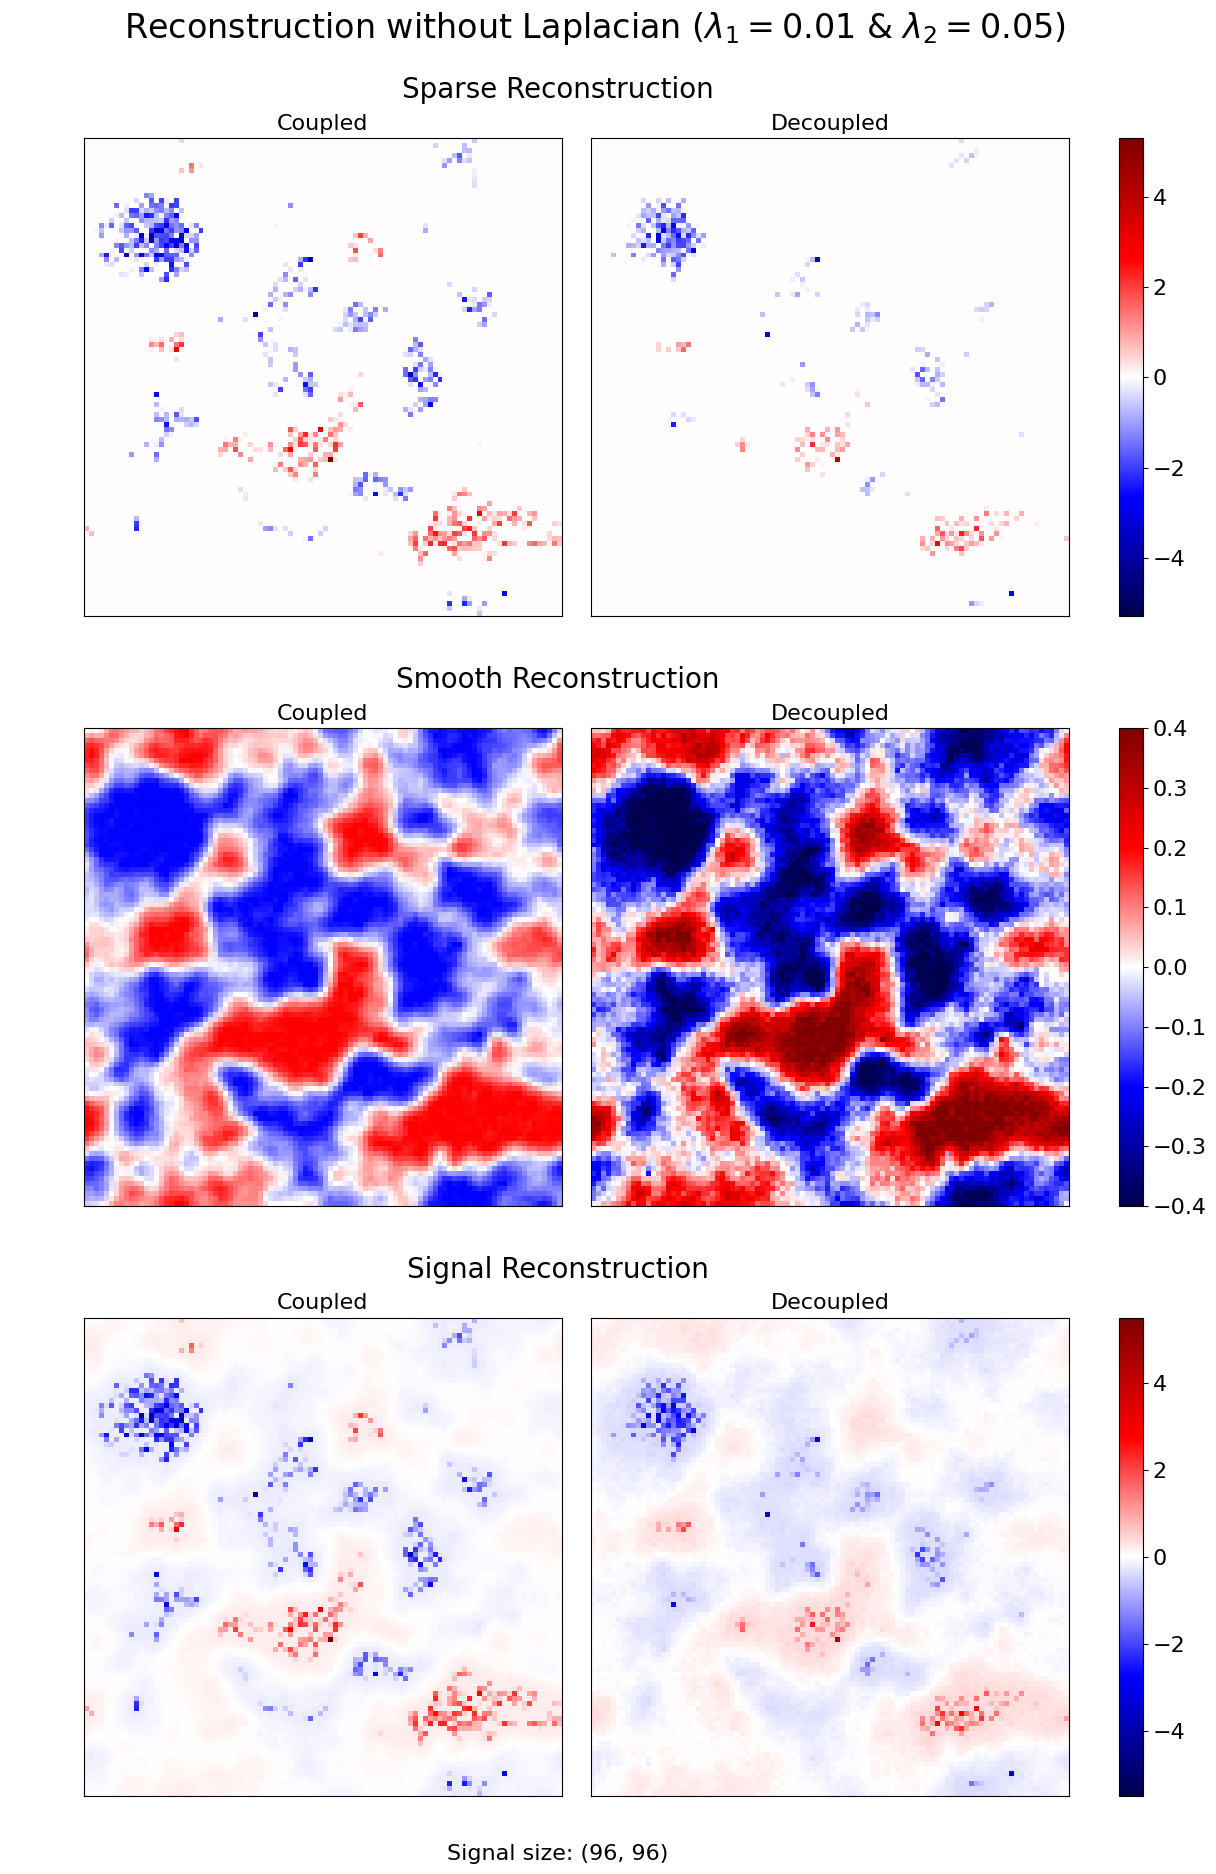 Reconstruction without Laplacian (λ₁ = 0.01 & λ₂ = 0.05)
Sparse Reconstruction
Coupled Decoupled
4
2
0
−2
−4
Smooth Reconstruction
Coupled Decoupled
0.4
0.3
0.2
0.1
0.0
−0.1
−0.2
−0.3
−0.4
Signal Reconstruction
Coupled Decoupled
4
2
0
−2
−4
Signal size: (96, 96)